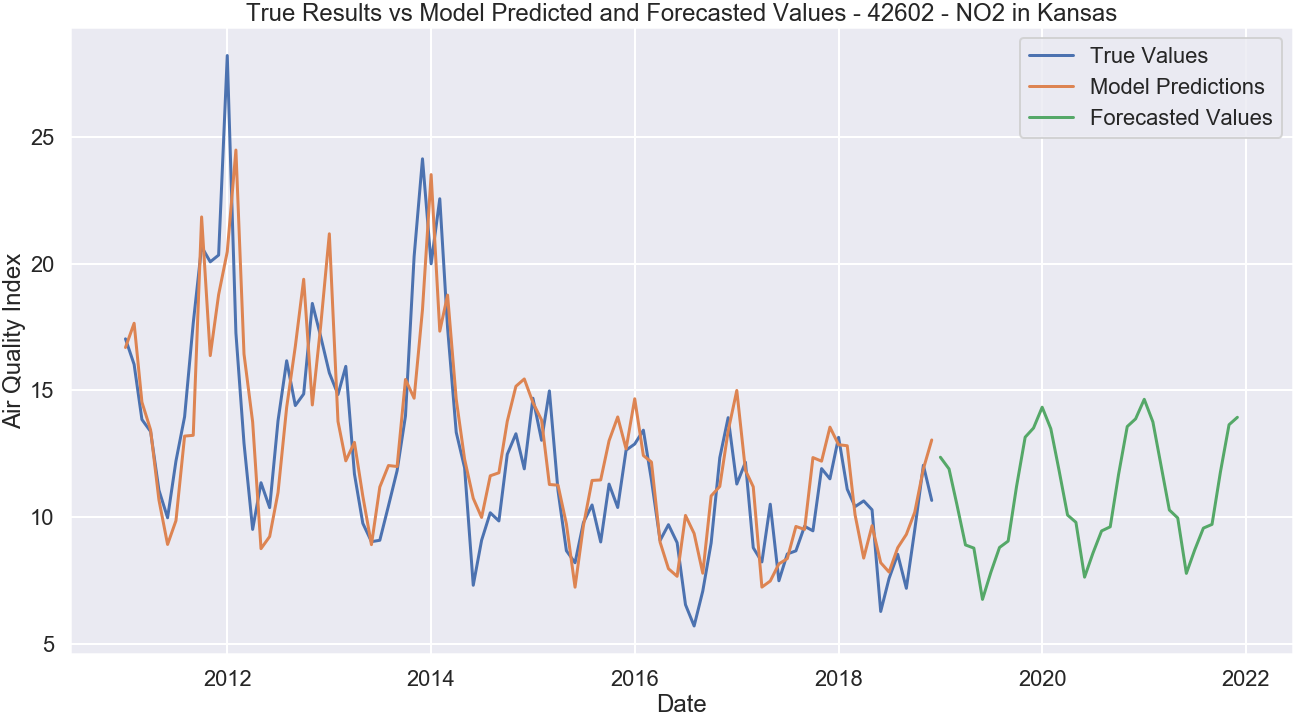 True Results vs Model Predicted and Forecasted Values - 42602 - NO2 in Kansas
True Values
Model Predictions
Forecasted Values
Air Quality Index
25
20
15
10
5
2012
2014
2016
2018
2020
2022
Date